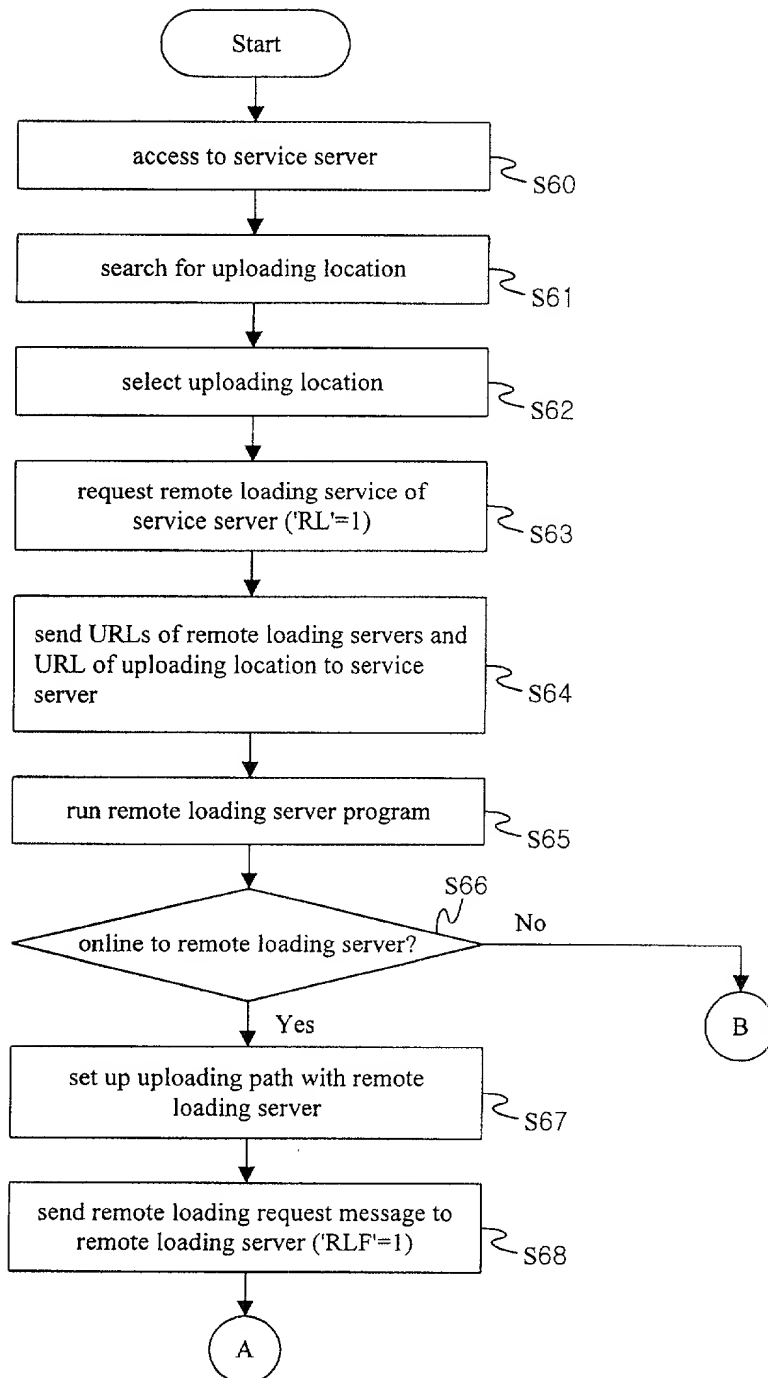 Start
access to service server
S60
search for uploading location
S61
select uploading location
S62
request remote loading service of
service server ('RL'=1)
S63
send URLs of remote loading servers and
URL of uploading location to service
server
S64
run remote loading server program
S65
S66
online to remote loading server?
No
B
Yes
set up uploading path with remote
loading server
S67
send remote loading request message to
remote loading server ('RLF'=1)
S68
A